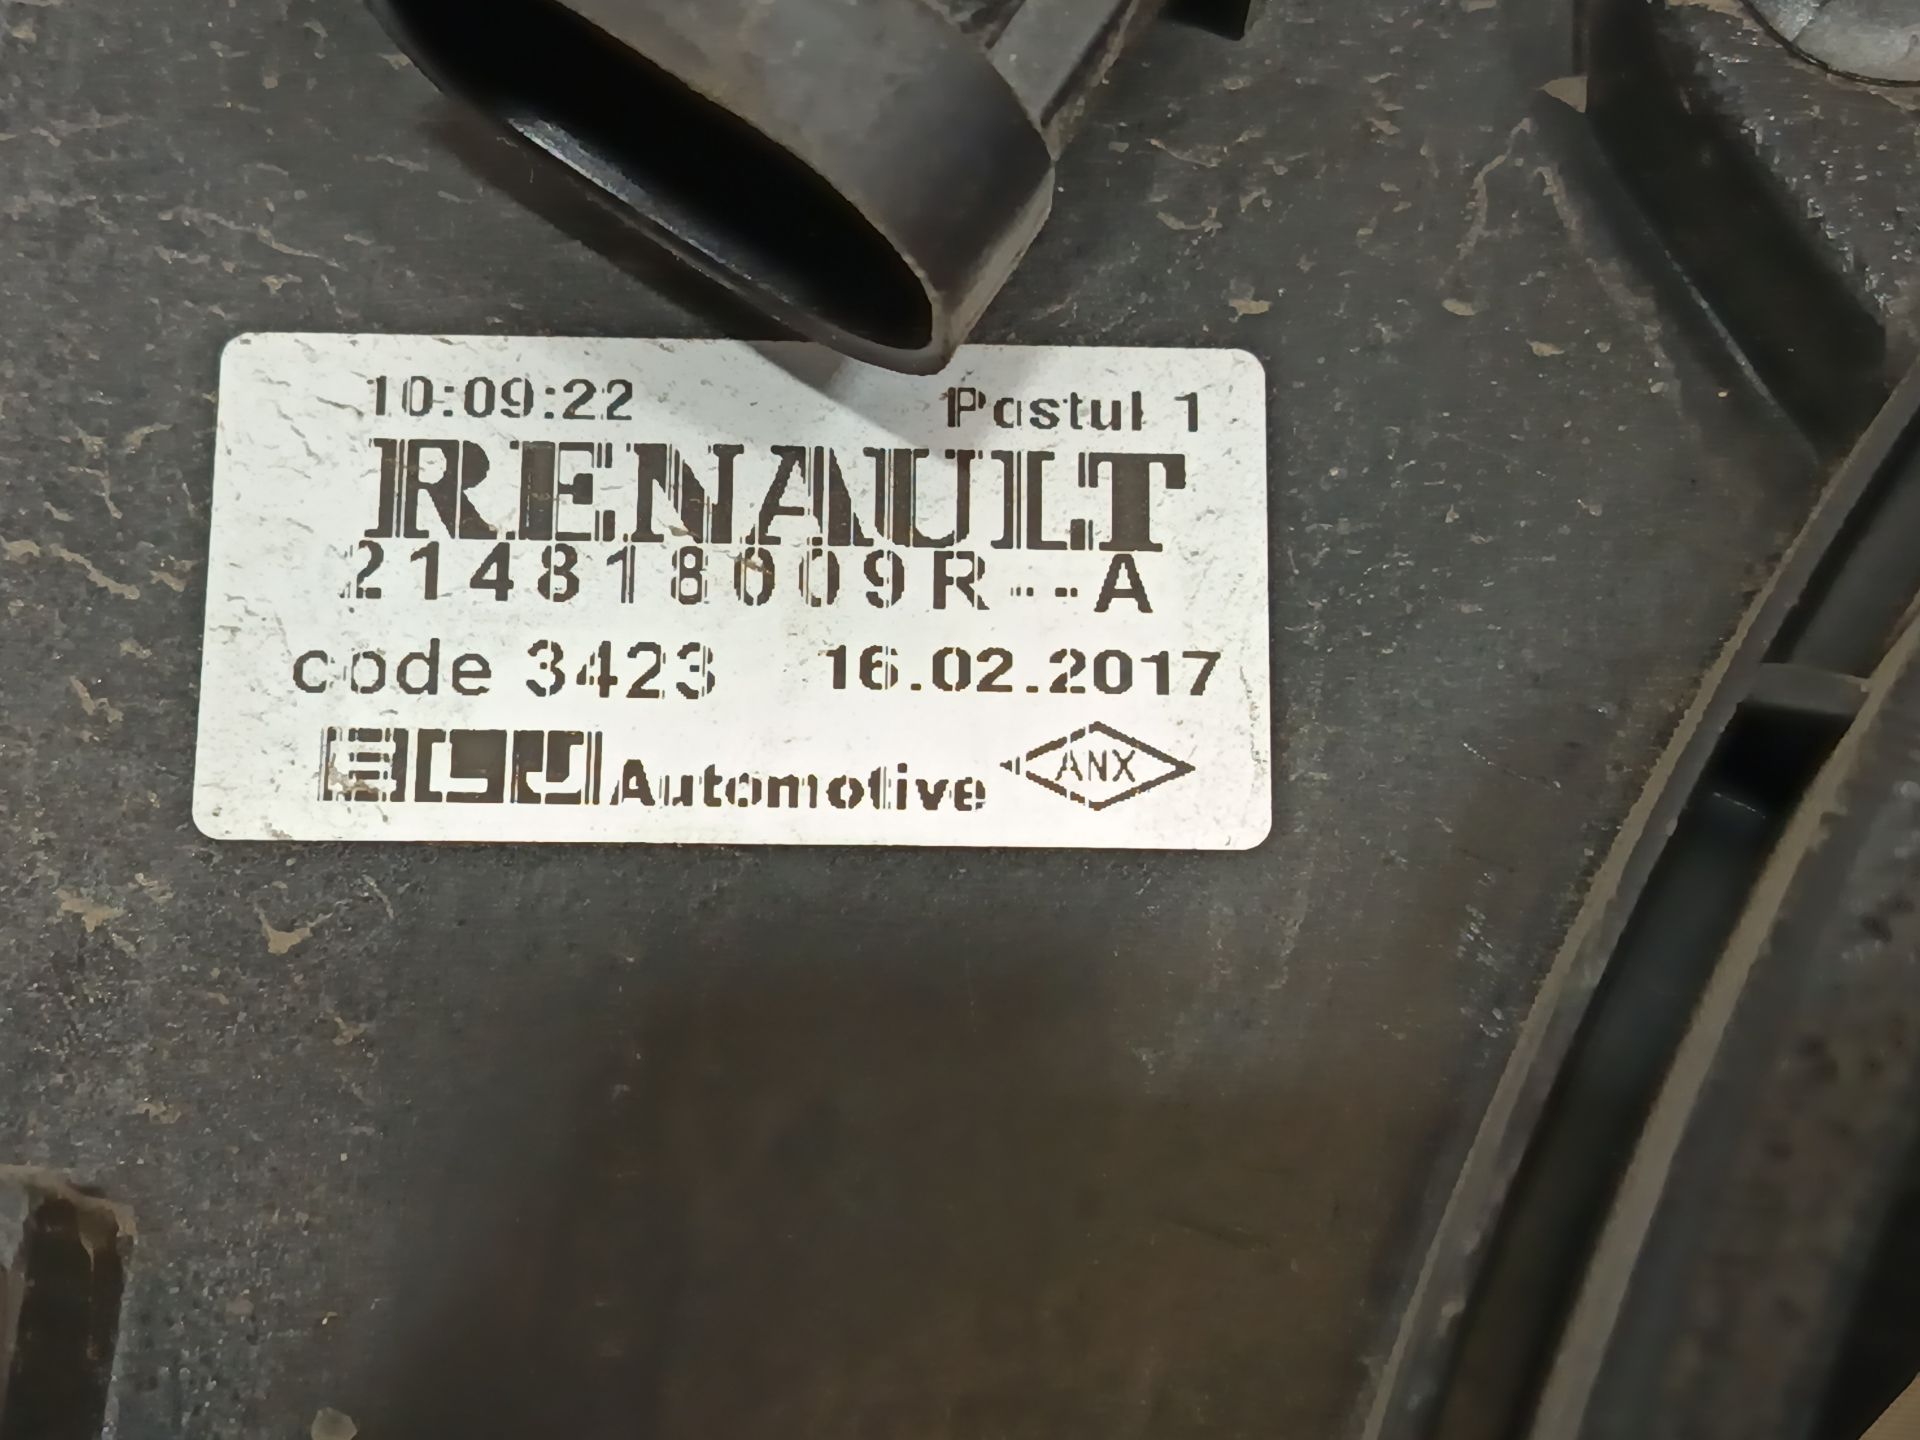 10:09:22 Postul 1
RENAULT
214818009R--A
code 3423 16.02.2017
Automotive ANX